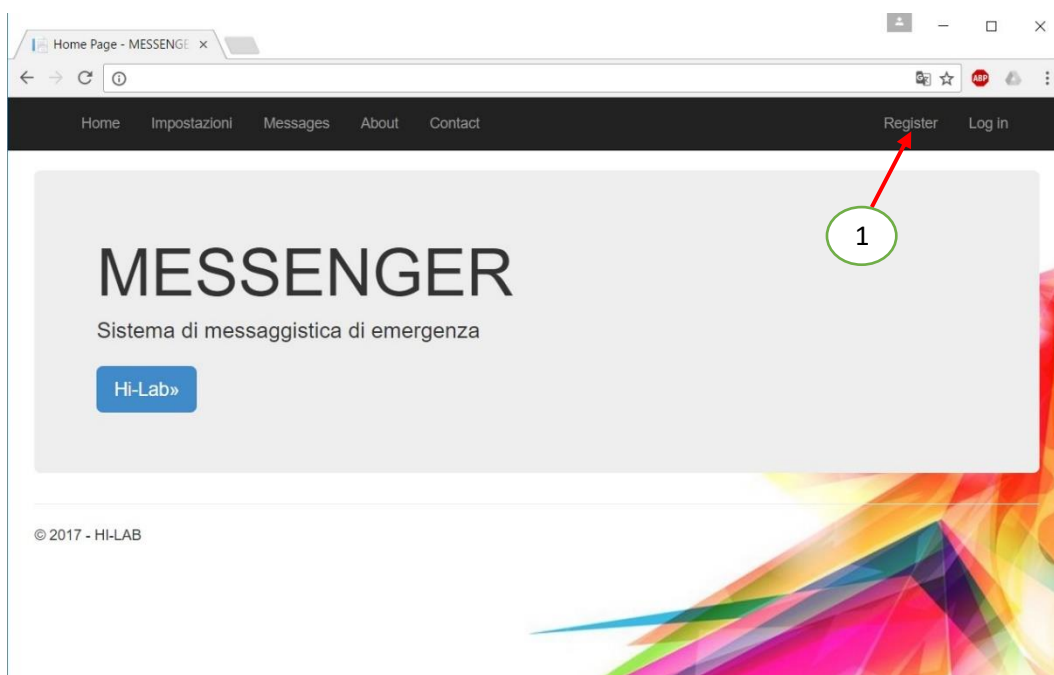 Home Page - MESSENGE
Home Impostazioni Messages About Contact Register Log in
1
MESSENGER
Sistema di messaggistica di emergenza
Hi-Lab»
© 2017 - HI-LAB
ABP